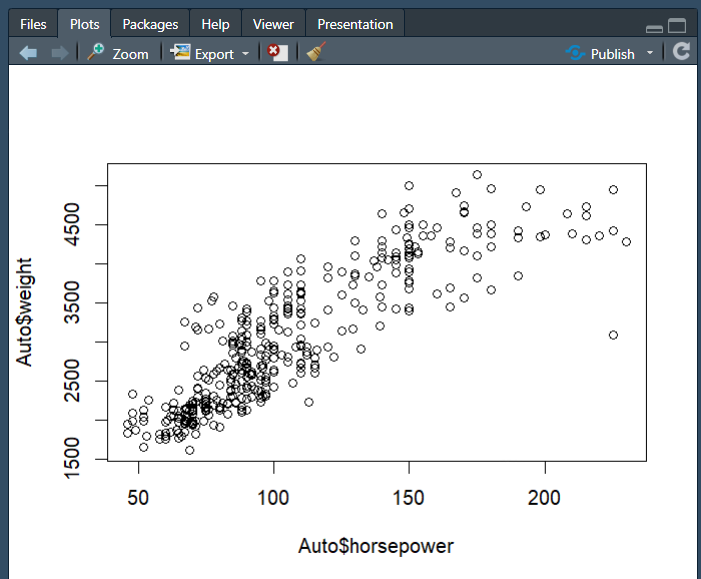 Files Plots Packages Help Viewer Presentation
Zoom Export Publish
Auto$weight
4500
3500
2500
1500
50 100 150 200
Auto$horsepower